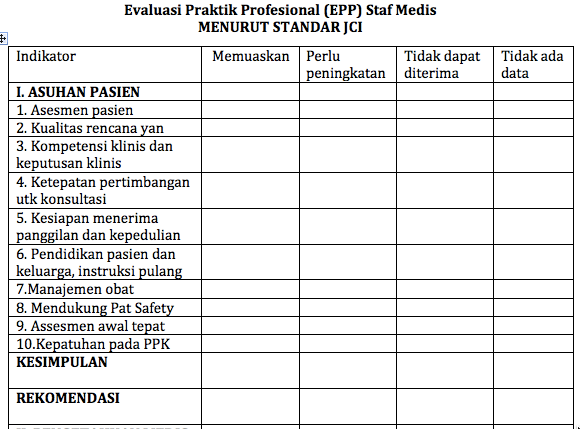 Evaluasi Praktik Profesional (EPP) Staf Medis
MENURUT STANDAR JCI
Indikator Memuaskan Perlu peningkatan Tidak dapat diterima Tidak ada data
I. ASUHAN PASIEN
1. Asesmen pasien
2. Kualitas rencana yan
3. Kompetensi klinis dan
keputusan klinis
4. Ketepatan pertimbangan
utk konsultasi
5. Kesiapan menerima
panggilan dan kepedulian
6. Pendidikan pasien dan
keluarga, instruksi pulang
7.Manajemen obat
8. Mendukung Pat Safety
9. Assesmen awal tepat
10.Kepatuhan pada PPK
KESIMPULAN
REKOMENDASI